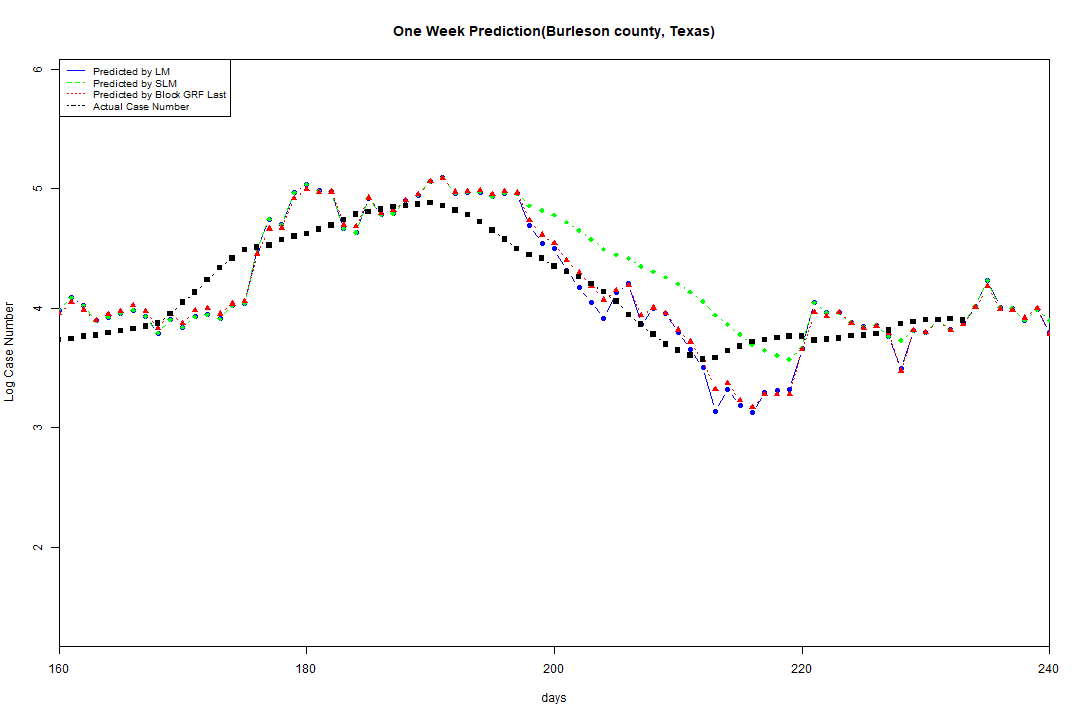 One Week Prediction(Burleson county, Texas)
6
Predicted by LM
Predicted by SLM
Predicted by Block GRF Last
Actual Case Number
5
4
3
2
Log Case Number
160 180 200 220 240
days